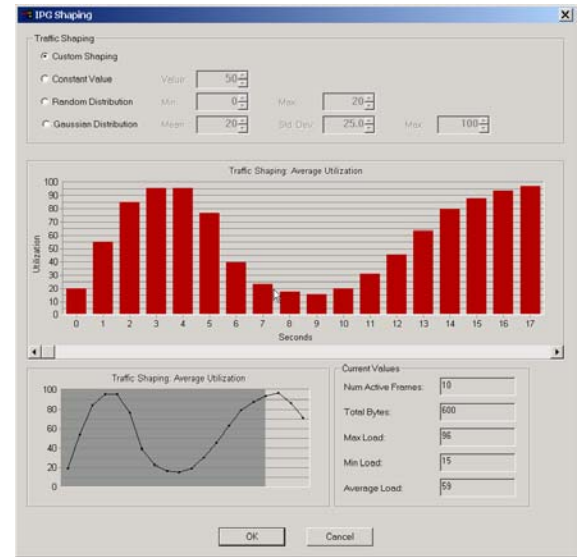 IPG Shaping
Traffic Shaping
Custom Shaping
Constant Value Value: 50
Random Distribution Min: 0 Max: 20
Gaussian Distribution Mean: 20 Std. Dev: 25.0 Max: 100
Traffic Shaping: Average Utilization
100
90
80
70
60
50
40
30
20
10
0
Utilization
0 1 2 3 4 5 6 7 8 9 10 11 12 13 14 15 16 17
Seconds
Traffic Shaping: Average Utilization
100
80
60
40
20
0
Current Values
Num Active Frames: 10
Total Bytes: 600
Max Load: 96
Min Load: 15
Average Load: 59
OK Cancel